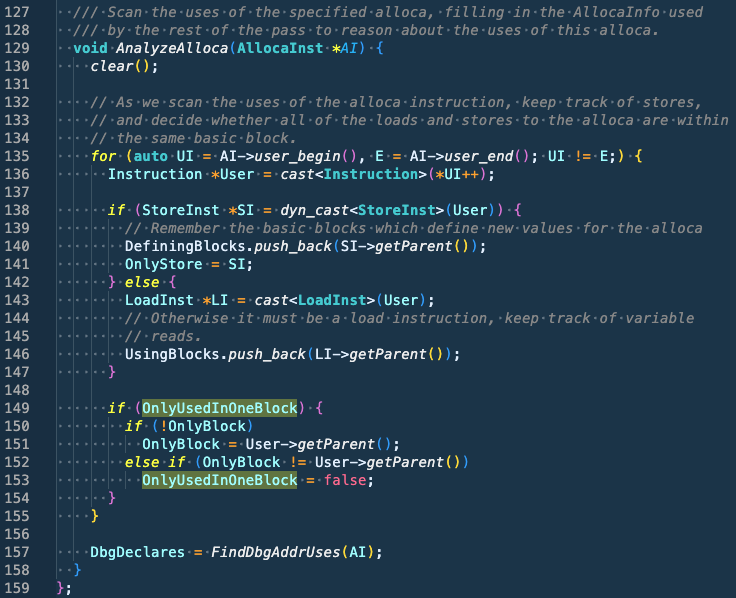 127 /// Scan the uses of the specified alloca, filling in the AllocaInfo used
128 /// by the rest of the pass to reason about the uses of this alloca.
129 void AnalyzeAlloca(AllocaInst *AI) {
130 clear();
131
132 // As we scan the uses of the alloca instruction, keep track of stores,
133 // and decide whether all of the loads and stores to the alloca are within
134 // the same basic block.
135 for (auto UI = AI->user_begin(), E = AI->user_end(); UI != E;) {
136 Instruction *User = cast<Instruction>(*UI++);
137
138 if (StoreInst *SI = dyn_cast<StoreInst>(User)) {
139 // Remember the basic blocks which define new values for the alloca
140 DefiningBlocks.push_back(SI->getParent());
141 OnlyStore = SI;
142 } else {
143 LoadInst *LI = cast<LoadInst>(User);
144 // Otherwise it must be a load instruction, keep track of variable
145 // reads.
146 UsingBlocks.push_back(LI->getParent());
147 }
148
149 if (OnlyUsedInOneBlock) {
150 if (!OnlyBlock)
151 OnlyBlock = User->getParent();
152 else if (OnlyBlock != User->getParent())
153 OnlyUsedInOneBlock = false;
154 }
155 }
156
157 DbgDeclares = FindDbgAddrUses(AI);
158 }
159 };